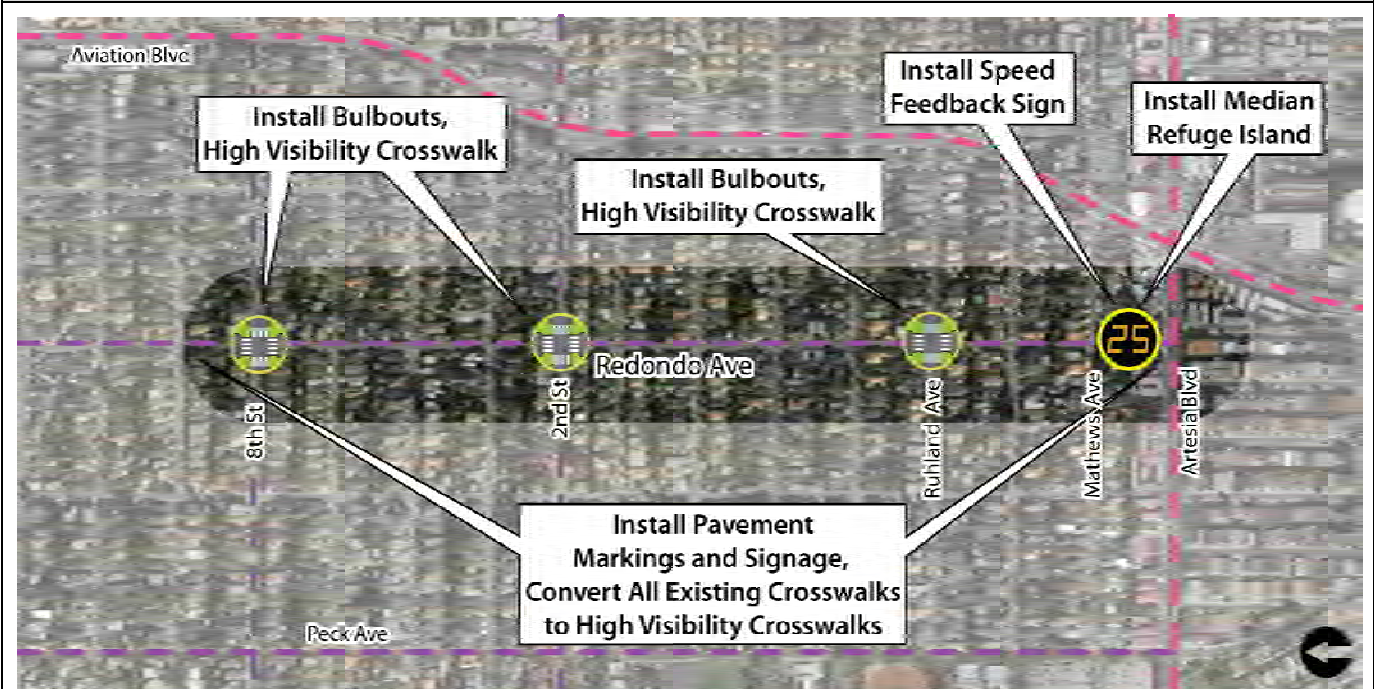 Aviation Blvd
Install Bulbouts,
High Visibility Crosswalk
Install Bulbouts,
High Visibility Crosswalk
Install Speed
Feedback Sign
Install Median
Refuge Island
25
Redondo Ave
8th St
2nd St
Ruhland Ave
Mathews Ave
Artesia Blvd
Install Pavement
Markings and Signage,
Convert All Existing Crosswalks
to High Visibility Crosswalks
Peck Ave